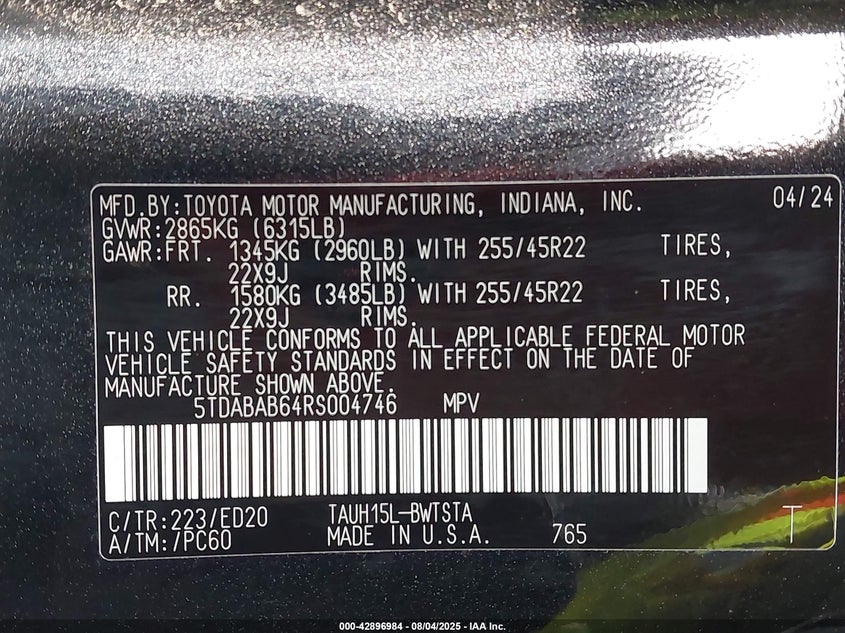 MFD.BY:TOYOTA MOTOR MANUFACTURING, INDIANA, INC. 04/24
GVWR:2865KG (6315LB)
GAWR:FRT. 1345KG (2960LB) WITH 255/45R22 TIRES,
22X9J RIMS.
RR. 1580KG (3485LB) WITH 255/45R22 TIRES,
22X9J RIMS.
THIS VEHICLE CONFORMS TO ALL APPLICABLE FEDERAL MOTOR
VEHICLE SAFETY STANDARDS IN EFFECT ON THE DATE OF
MANUFACTURE SHOWN ABOVE.
5TDABAB64RS004746 MPV
C/TR:223/ED20 TAUH15L-BWTSTA
A/TM:/PC60 MADE IN U.S.A. 765 T
000-42896984 - 08/04/2025 - IAA Inc.